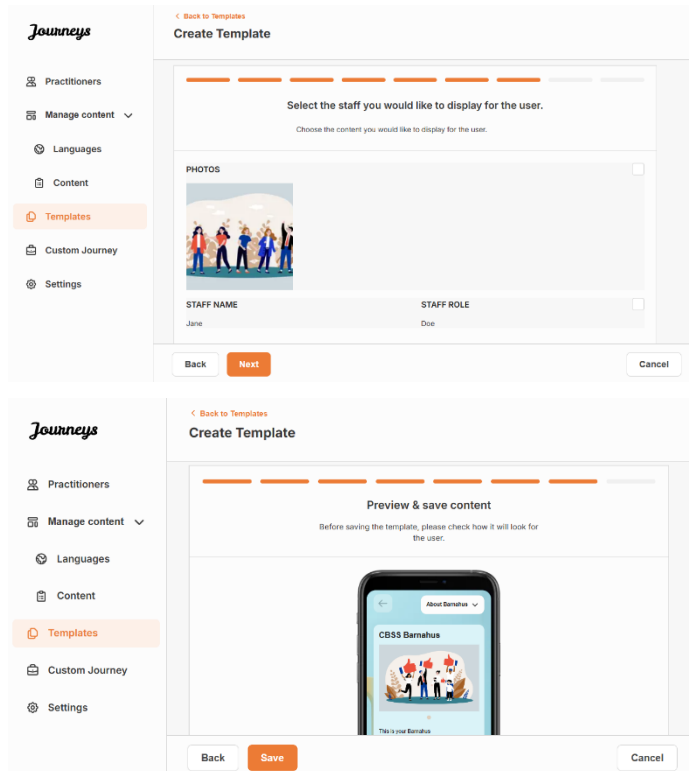 Journeys
Back to Templates
Create Template
Practitioners
Manage content
Languages
Content
Templates
Custom Journey
Settings
Select the staff you would like to display for the user.
Choose the content you would like to display for the user.
PHOTOS
STAFF NAME
STAFF ROLE
Jane
Doe
Back
Next
Cancel
Journeys
Back to Templates
Create Template
Practitioners
Manage content
Languages
Content
Templates
Custom Journey
Settings
Preview & save content
Before saving the template, please check how it will look for
the user.
About Barnahus
CBSS Barnahus
This is your Barnahus
Back
Save
Cancel